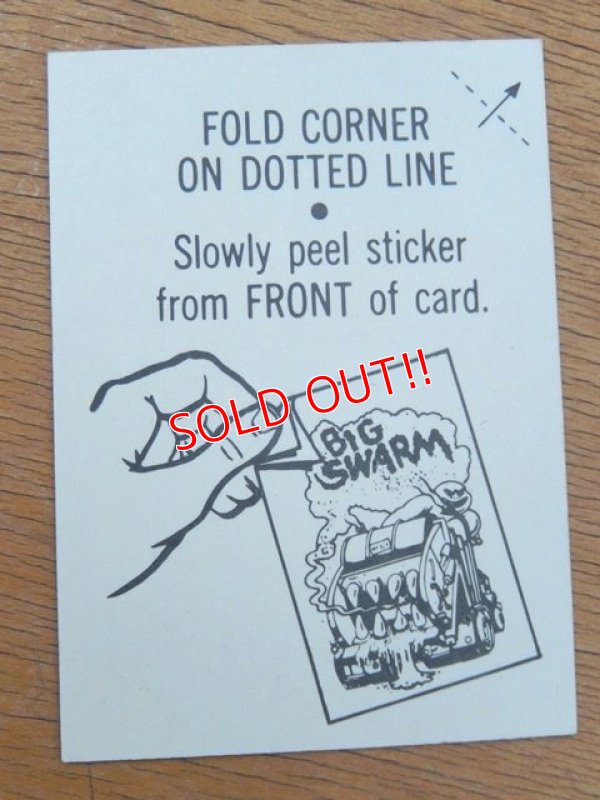 FOLD CORNER
ON DOTTED LINE
●
Slowly peel sticker
from FRONT of card.
SOLD OUT!!
BIG
SWARM